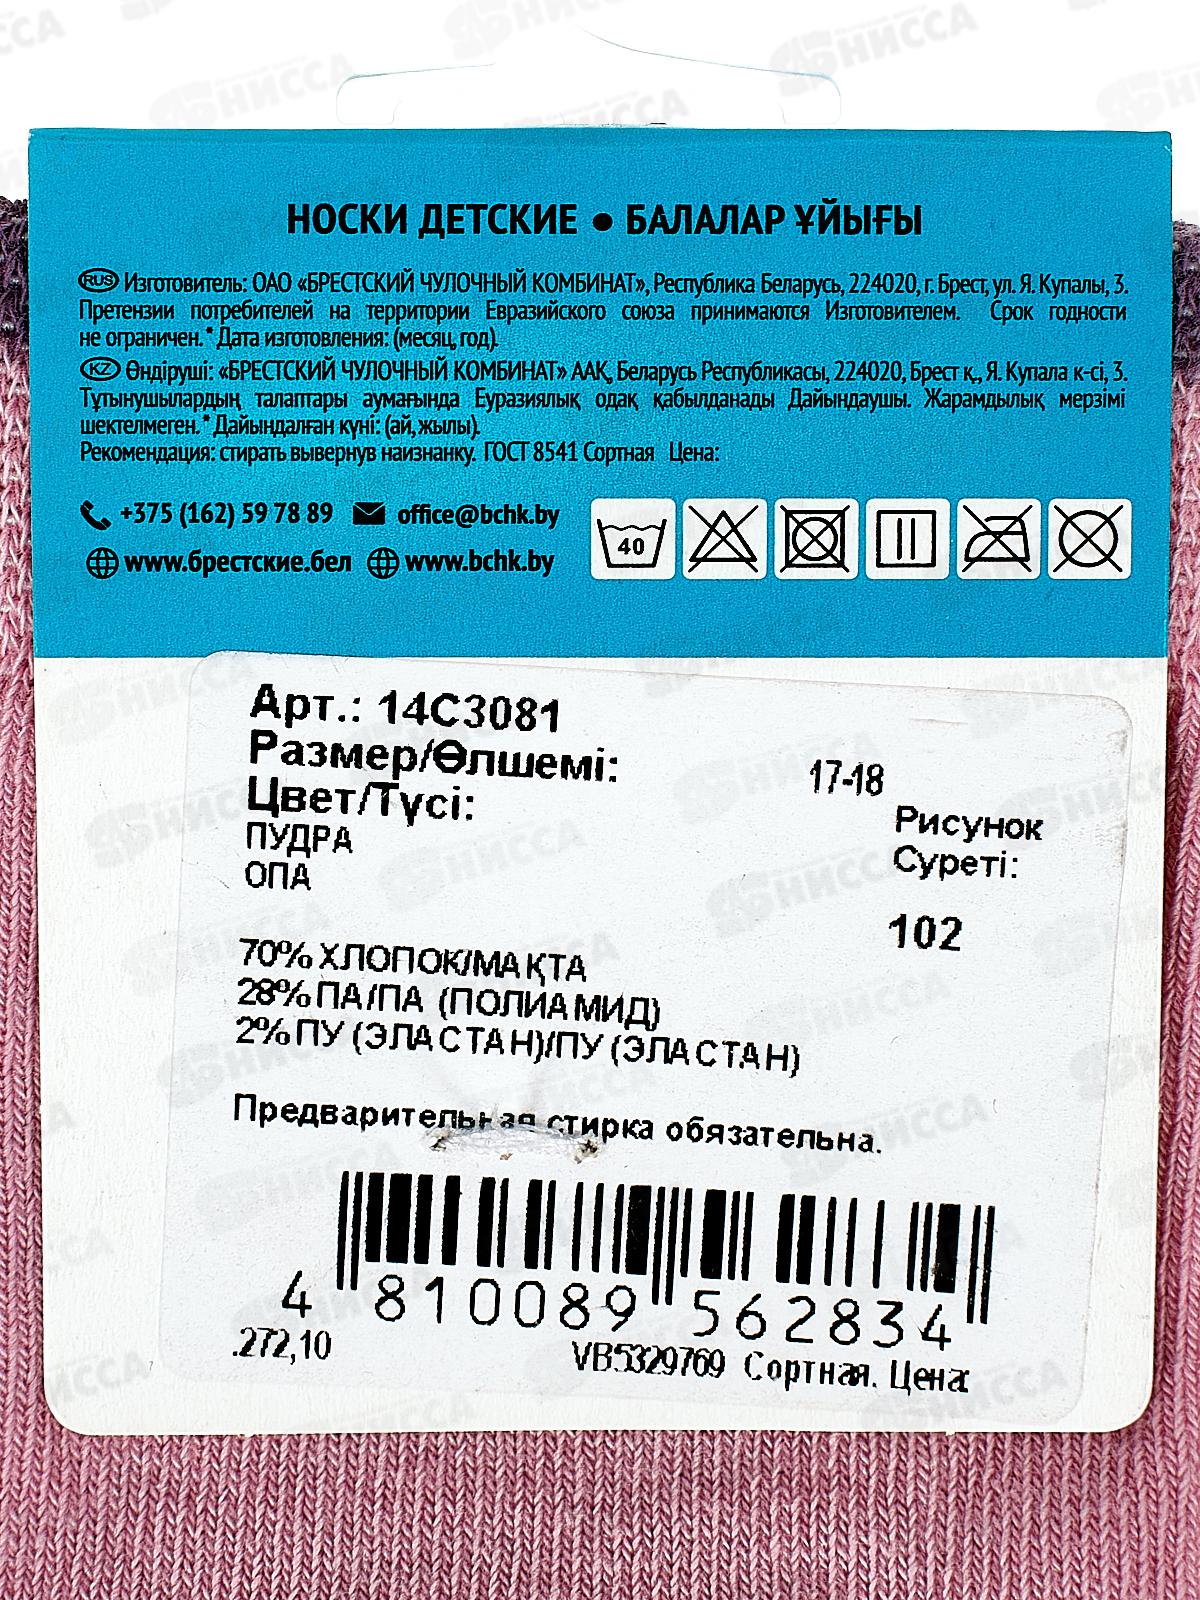 НОСКИ ДЕТСКИЕ ● БАЛАЛАР ҰЙЫҒЫ
RUS Изготовитель: ОАО «БРЕСТСКИЙ ЧУЛОЧНЫЙ КОМБИНАТ», Республика Беларусь, 224020, г. Брест, ул. Я. Купалы, 3.
Претензии потребителей на территории Евразийского союза принимаются Изготовителем. Срок годности
не ограничен. * Дата изготовления: (месяц, год).
KZ Өндіруші: «БРЕСТСКИЙ ЧУЛОЧНЫЙ КОМБИНАТ» ААҚ, Беларусь Республикасы, 224020, Брест қ., Я. Купала к-сі, 3.
Тұтынушылардың талаптары аумағында Еуразиялық одақ қабылданады Дайындаушы. Жарамдылық мерзімі
шектелмеген. * Дайындалған күні: (ай, жылы).
Рекомендация: стирать вывернув наизнанку. ГОСТ 8541 Сортная Цена:
+375 (162) 59 78 89 office@bchk.by
www.брестские.бел www.bchk.by
40
Арт.: 14С3081
Размер/Өлшемі: 17-18
Цвет/Түсі:
ПУДРА
ОПА
Рисунок
Суреті:
102
70% ХЛОПОК/МАҚТА
28% ПА/ПА (ПОЛИАМИД)
2% ПУ (ЭЛАСТАН)/ПУ (ЭЛАСТАН)
Предварительная стирка обязательна.
4 810089 562834
.272,10 VB5329769 Сортная. Цена:
НИССА